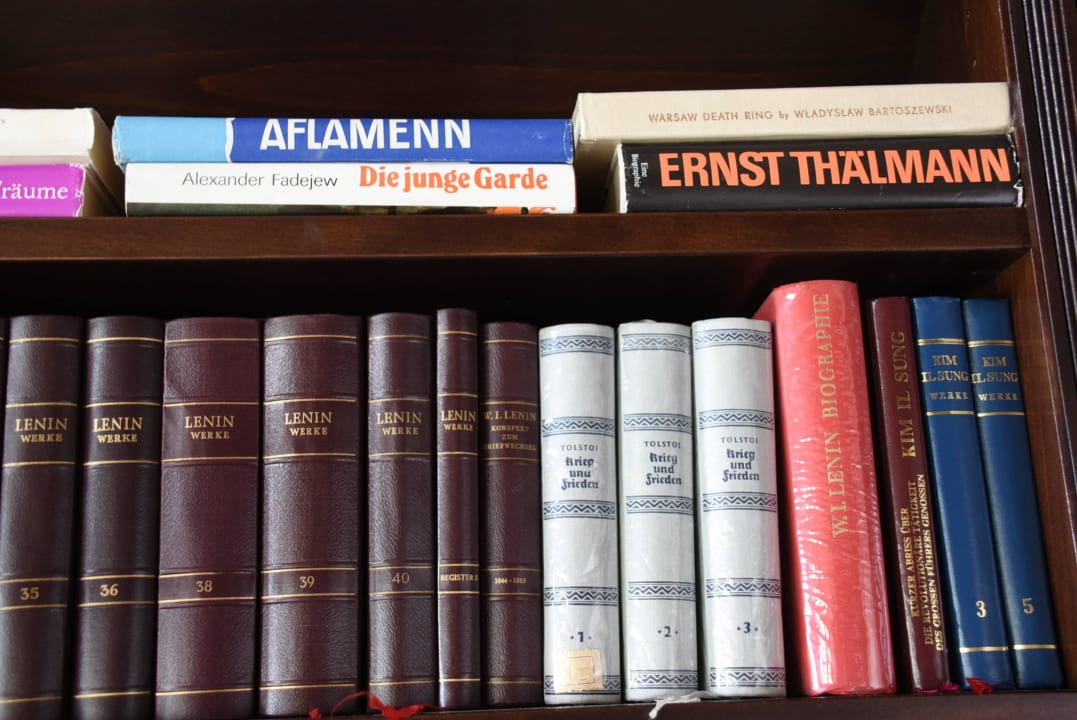 räume
AFLAMENN
Alexander Fadejew Die junge Garde
WARSAW DEATH RING by WŁADYSŁAW BARTOSZEWSKI
Eine
Biographie
ERNST THÄLMANN
LENIN
WERKE
35
LENIN
WERKE
36
LENIN
WERKE
38
LENIN
WERKE
39
LENIN
WERKE
40
LENIN
WERKE
REGISTER
W. I. LENIN
KONSPEKT
ZUM
BRIEFWECHSEL
1844-1883
TOLSTOJ
Krieg
und
Frieden
1
TOLSTOJ
Krieg
und
Frieden
2
TOLSTOJ
Krieg
und
Frieden
3
W. I. LENIN BIOGRAPHIE
KIM IL SUNG
KURZER ABRISS ÜBER
DIE REVOLUTIONÄRE TÄTIGKEIT
DES GROSSEN FÜHRERS GENOSSEN
KIM
IL SUNG
WERKE
3
KIM
IL SUNG
WERKE
5